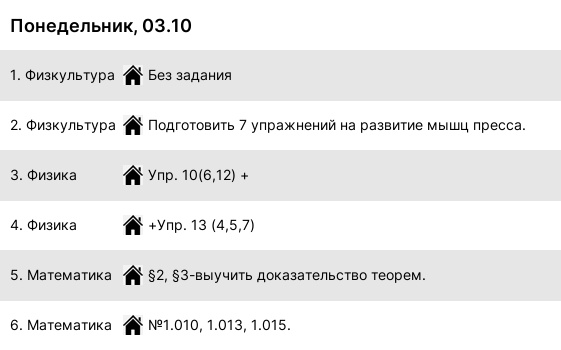 Понедельник, 03.10
1. Физкультура Без задания
2. Физкультура Подготовить 7 упражнений на развитие мышц пресса.
3. Физика Упр. 10(6,12) +
4. Физика +Упр. 13 (4,5,7)
5. Математика §2, §3-выучить доказательство теорем.
6. Математика №1.010, 1.013, 1.015.